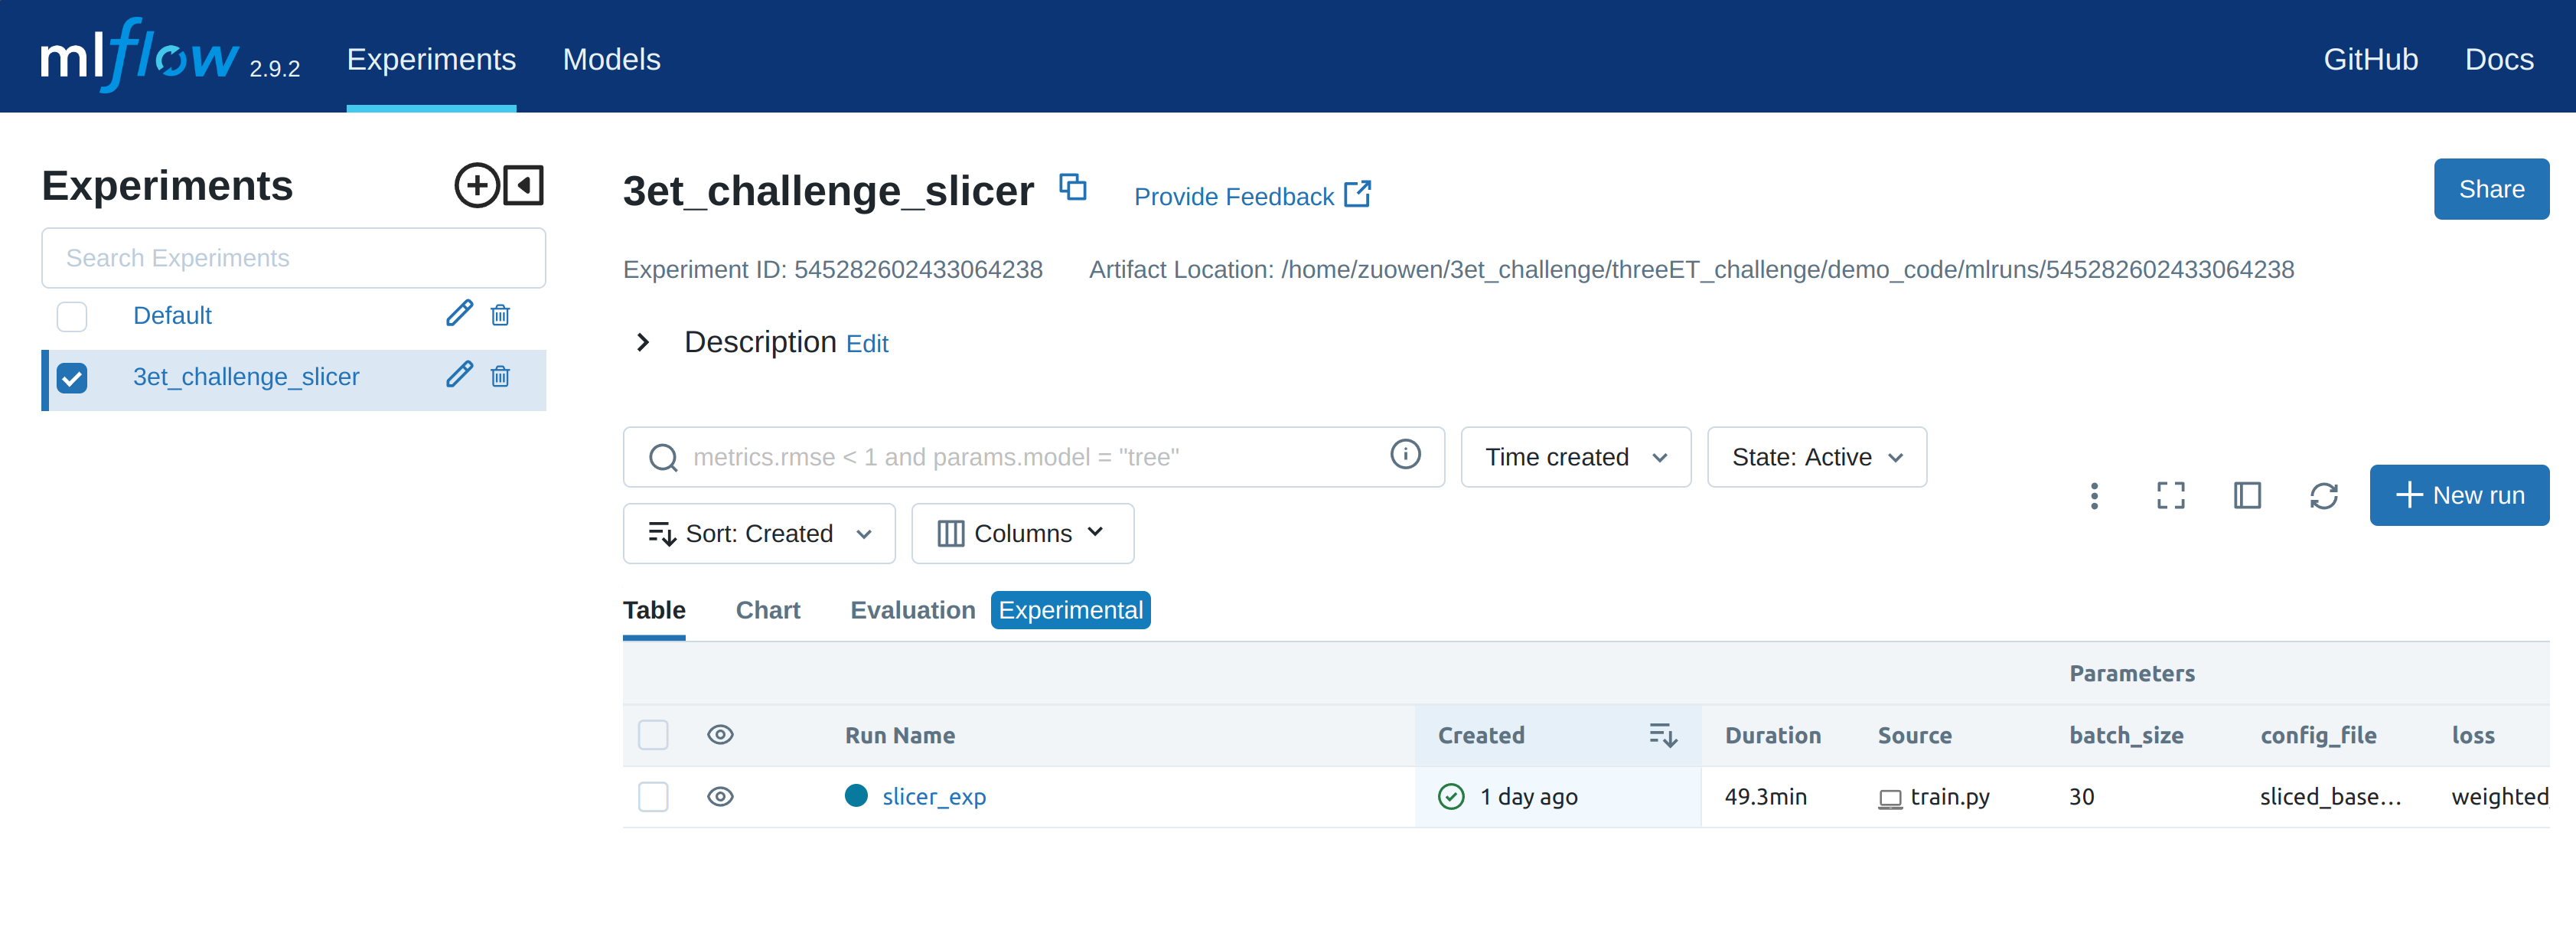 mlflow 2.9.2 Experiments Models GitHub Docs
Experiments
Search Experiments
Default
3et_challenge_slicer
3et_challenge_slicer Provide Feedback Share
Experiment ID: 545282602433064238 Artifact Location: /home/zuowen/3et_challenge/threeET_challenge/demo_code/mlruns/545282602433064238
Description Edit
metrics.rmse < 1 and params.model = "tree" Time created State: Active
Sort: Created Columns
New run
Table Chart Evaluation Experimental
Parameters
Run Name Created Duration Source batch_size config_file loss
slicer_exp 1 day ago 49.3min train.py 30 sliced_base... weighted_